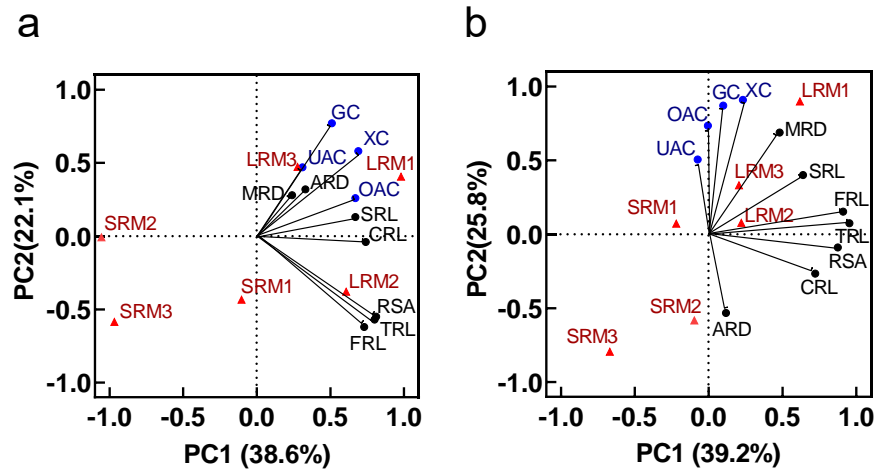 a
1.0
0.5
0.0
-0.5
-1.0
PC2(22.1%)
GC
XC
LRM3
UAC
LRM1
MRD
ARD
OAC
SRL
CRL
SRM2
SRM1
LRM2
SRM3
RSA
TRL
FRL
-1.0 -0.5 0.0 0.5 1.0
PC1 (38.6%)
b
1.0
0.5
0.0
-0.5
-1.0
PC2(25.8%)
GC
XC
LRM1
OAC
MRD
UAC
LRM3
SRL
SRM1
LRM2
FRL
TRL
RSA
CRL
SRM2
ARD
SRM3
-1.0 -0.5 0.0 0.5 1.0
PC1 (39.2%)